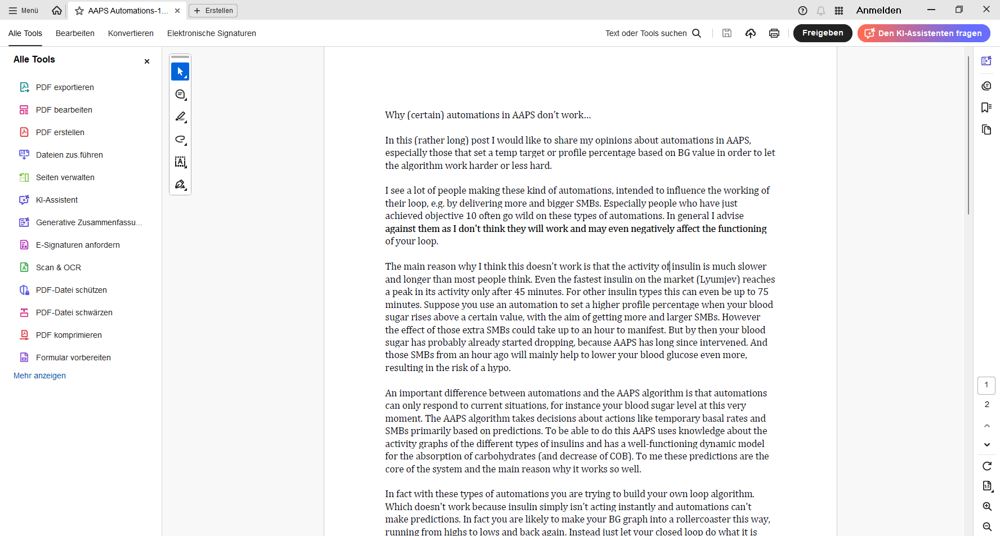 Menü
AAPS Automations-1...
Erstellen
Anmelden
Alle Tools
Bearbeiten
Konvertieren
Elektronische Signaturen
Text oder Tools suchen
Freigeben
Den KI-Assistenten fragen
Alle Tools
PDF exportieren
PDF bearbeiten
PDF erstellen
Dateien zus.führen
Seiten verwalten
KI-Assistent
Generative Zusammenfassu...
E-Signaturen anfordern
Scan & OCR
PDF-Datei schützen
PDF-Datei schwärzen
PDF komprimieren
Formular vorbereiten
Mehr anzeigen
Why (certain) automations in AAPS don’t work…
In this (rather long) post I would like to share my opinions about automations in AAPS,
especially those that set a temp target or profile percentage based on BG value in order to let
the algorithm work harder or less hard.
I see a lot of people making these kind of automations, intended to influence the working of
their loop, e.g. by delivering more and bigger SMBs. Especially people who have just
achieved objective 10 often go wild on these types of automations. In general I advise
against them as I don't think they will work and may even negatively affect the functioning
of your loop.
The main reason why I think this doesn’t work is that the activity of insulin is much slower
and longer than most people think. Even the fastest insulin on the market (Lyumjev) reaches
a peak in its activity only after 45 minutes. For other insulin types this can even be up to 75
minutes. Suppose you use an automation to set a higher profile percentage when your blood
sugar rises above a certain value, with the aim of getting more and larger SMBs. However
the effect of those extra SMBs could take up to an hour to manifest. But by then your blood
sugar has probably already started dropping, because AAPS has long since intervened. And
those SMBs from an hour ago will mainly help to lower your blood glucose even more,
resulting in the risk of a hypo.
An important difference between automations and the AAPS algorithm is that automations
can only respond to current situations, for instance your blood sugar level at this very
moment. The AAPS algorithm takes decisions about actions like temporary basal rates and
SMBs primarily based on predictions. To be able to do this AAPS uses knowledge about the
activity graphs of the different types of insulins and has a well-functioning dynamic model
for the absorption of carbohydrates (and decrease of COB). To me these predictions are the
core of the system and the main reason why it works so well.
In fact with these types of automations you are trying to build your own loop algorithm.
Which doesn't work because insulin simply isn’t acting instantly and automations can't
make predictions. In fact you are likely to make your BG graph into a rollercoaster this way,
running from highs to lows and back again. Instead just let your closed loop do what it is
1
2